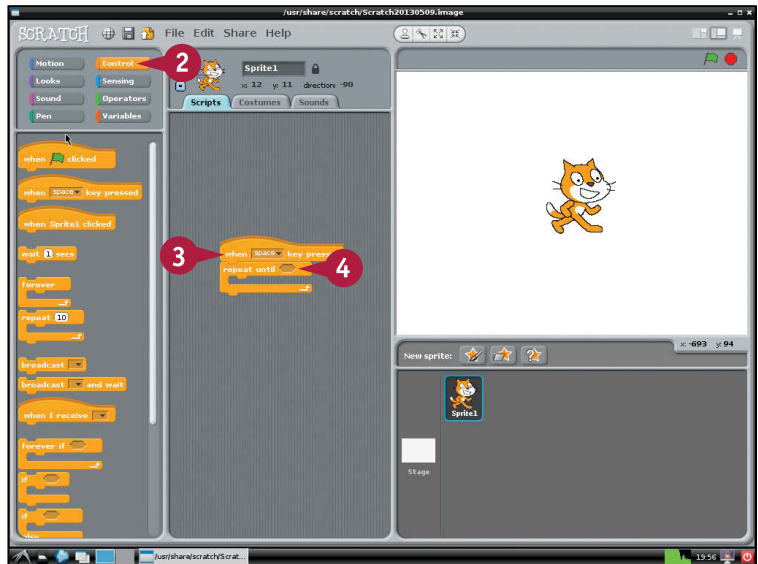 /usr/share/scratch/Scratch20130509.image
SCRATCH File Edit Share Help
Motion Control
Looks Sensing
Sound Operators
Pen Variables
2
Sprite1
x: 12 y: 11 direction: -90
Scripts Costumes Sounds
when clicked
when space key pressed
when Sprite1 clicked
wait 1 secs
forever
repeat 10
broadcast
broadcast and wait
when I receive
forever if
if
if
else
3
when space key press
repeat until
4
x: -693 y: 94
New sprite:
Sprite1
Stage
/usr/share/scratch/Scrat...
19:56